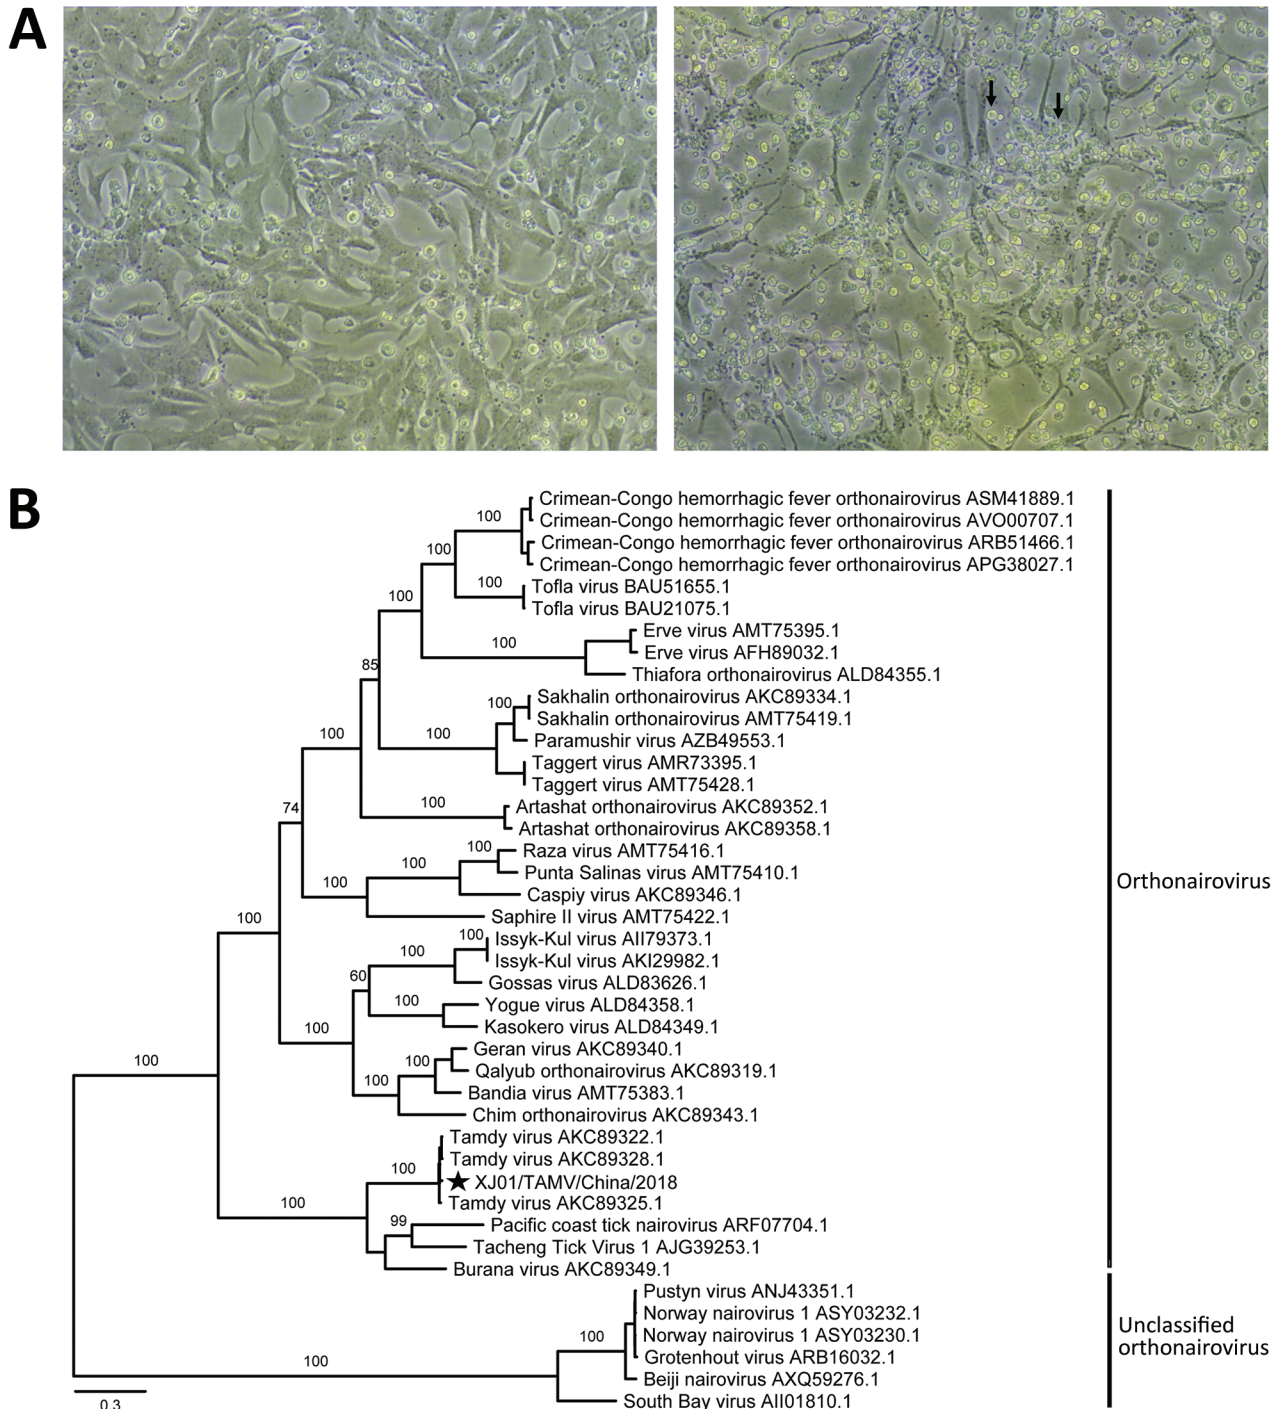 A
B
100
Crimean-Congo hemorrhagic fever orthonairovirus ASM41889.1
Crimean-Congo hemorrhagic fever orthonairovirus AVO00707.1
Crimean-Congo hemorrhagic fever orthonairovirus ARB51466.1
100
Crimean-Congo hemorrhagic fever orthonairovirus APG38027.1
100
Tofla virus BAU51655.1
100
Tofla virus BAU21075.1
Erve virus AMT75395.1
100
Erve virus AFH89032.1
85
Thiafora orthonairovirus ALD84355.1
100
Sakhalin orthonairovirus AKC89334.1
Sakhalin orthonairovirus AMT75419.1
100
100
Paramushir virus AZB49553.1
Taggert virus AMR73395.1
Taggert virus AMT75428.1
74
100
Artashat orthonairovirus AKC89352.1
Artashat orthonairovirus AKC89358.1
100
Raza virus AMT75416.1
100
Punta Salinas virus AMT75410.1
100
Caspiy virus AKC89346.1
Orthonairovirus
100
Saphire II virus AMT75422.1
100
Issyk-Kul virus AII79373.1
100
Issyk-Kul virus AKI29982.1
60
Gossas virus ALD83626.1
100
Yogue virus ALD84358.1
100
Kasokero virus ALD84349.1
Geran virus AKC89340.1
100
100
Qalyub orthonairovirus AKC89319.1
100
Bandia virus AMT75383.1
Chim orthonairovirus AKC89343.1
Tamdy virus AKC89322.1
Tamdy virus AKC89328.1
100
XJ01/TAMV/China/2018
100
Tamdy virus AKC89325.1
99
Pacific coast tick nairovirus ARF07704.1
Tacheng Tick Virus 1 AJG39253.1
Burana virus AKC89349.1
Pustyn virus ANJ43351.1
Norway nairovirus 1 ASY03232.1
100
Norway nairovirus 1 ASY03230.1
Unclassified
orthonairovirus
100
Grotenhout virus ARB16032.1
Beiji nairovirus AXQ59276.1
South Bay virus AII01810.1
0.3